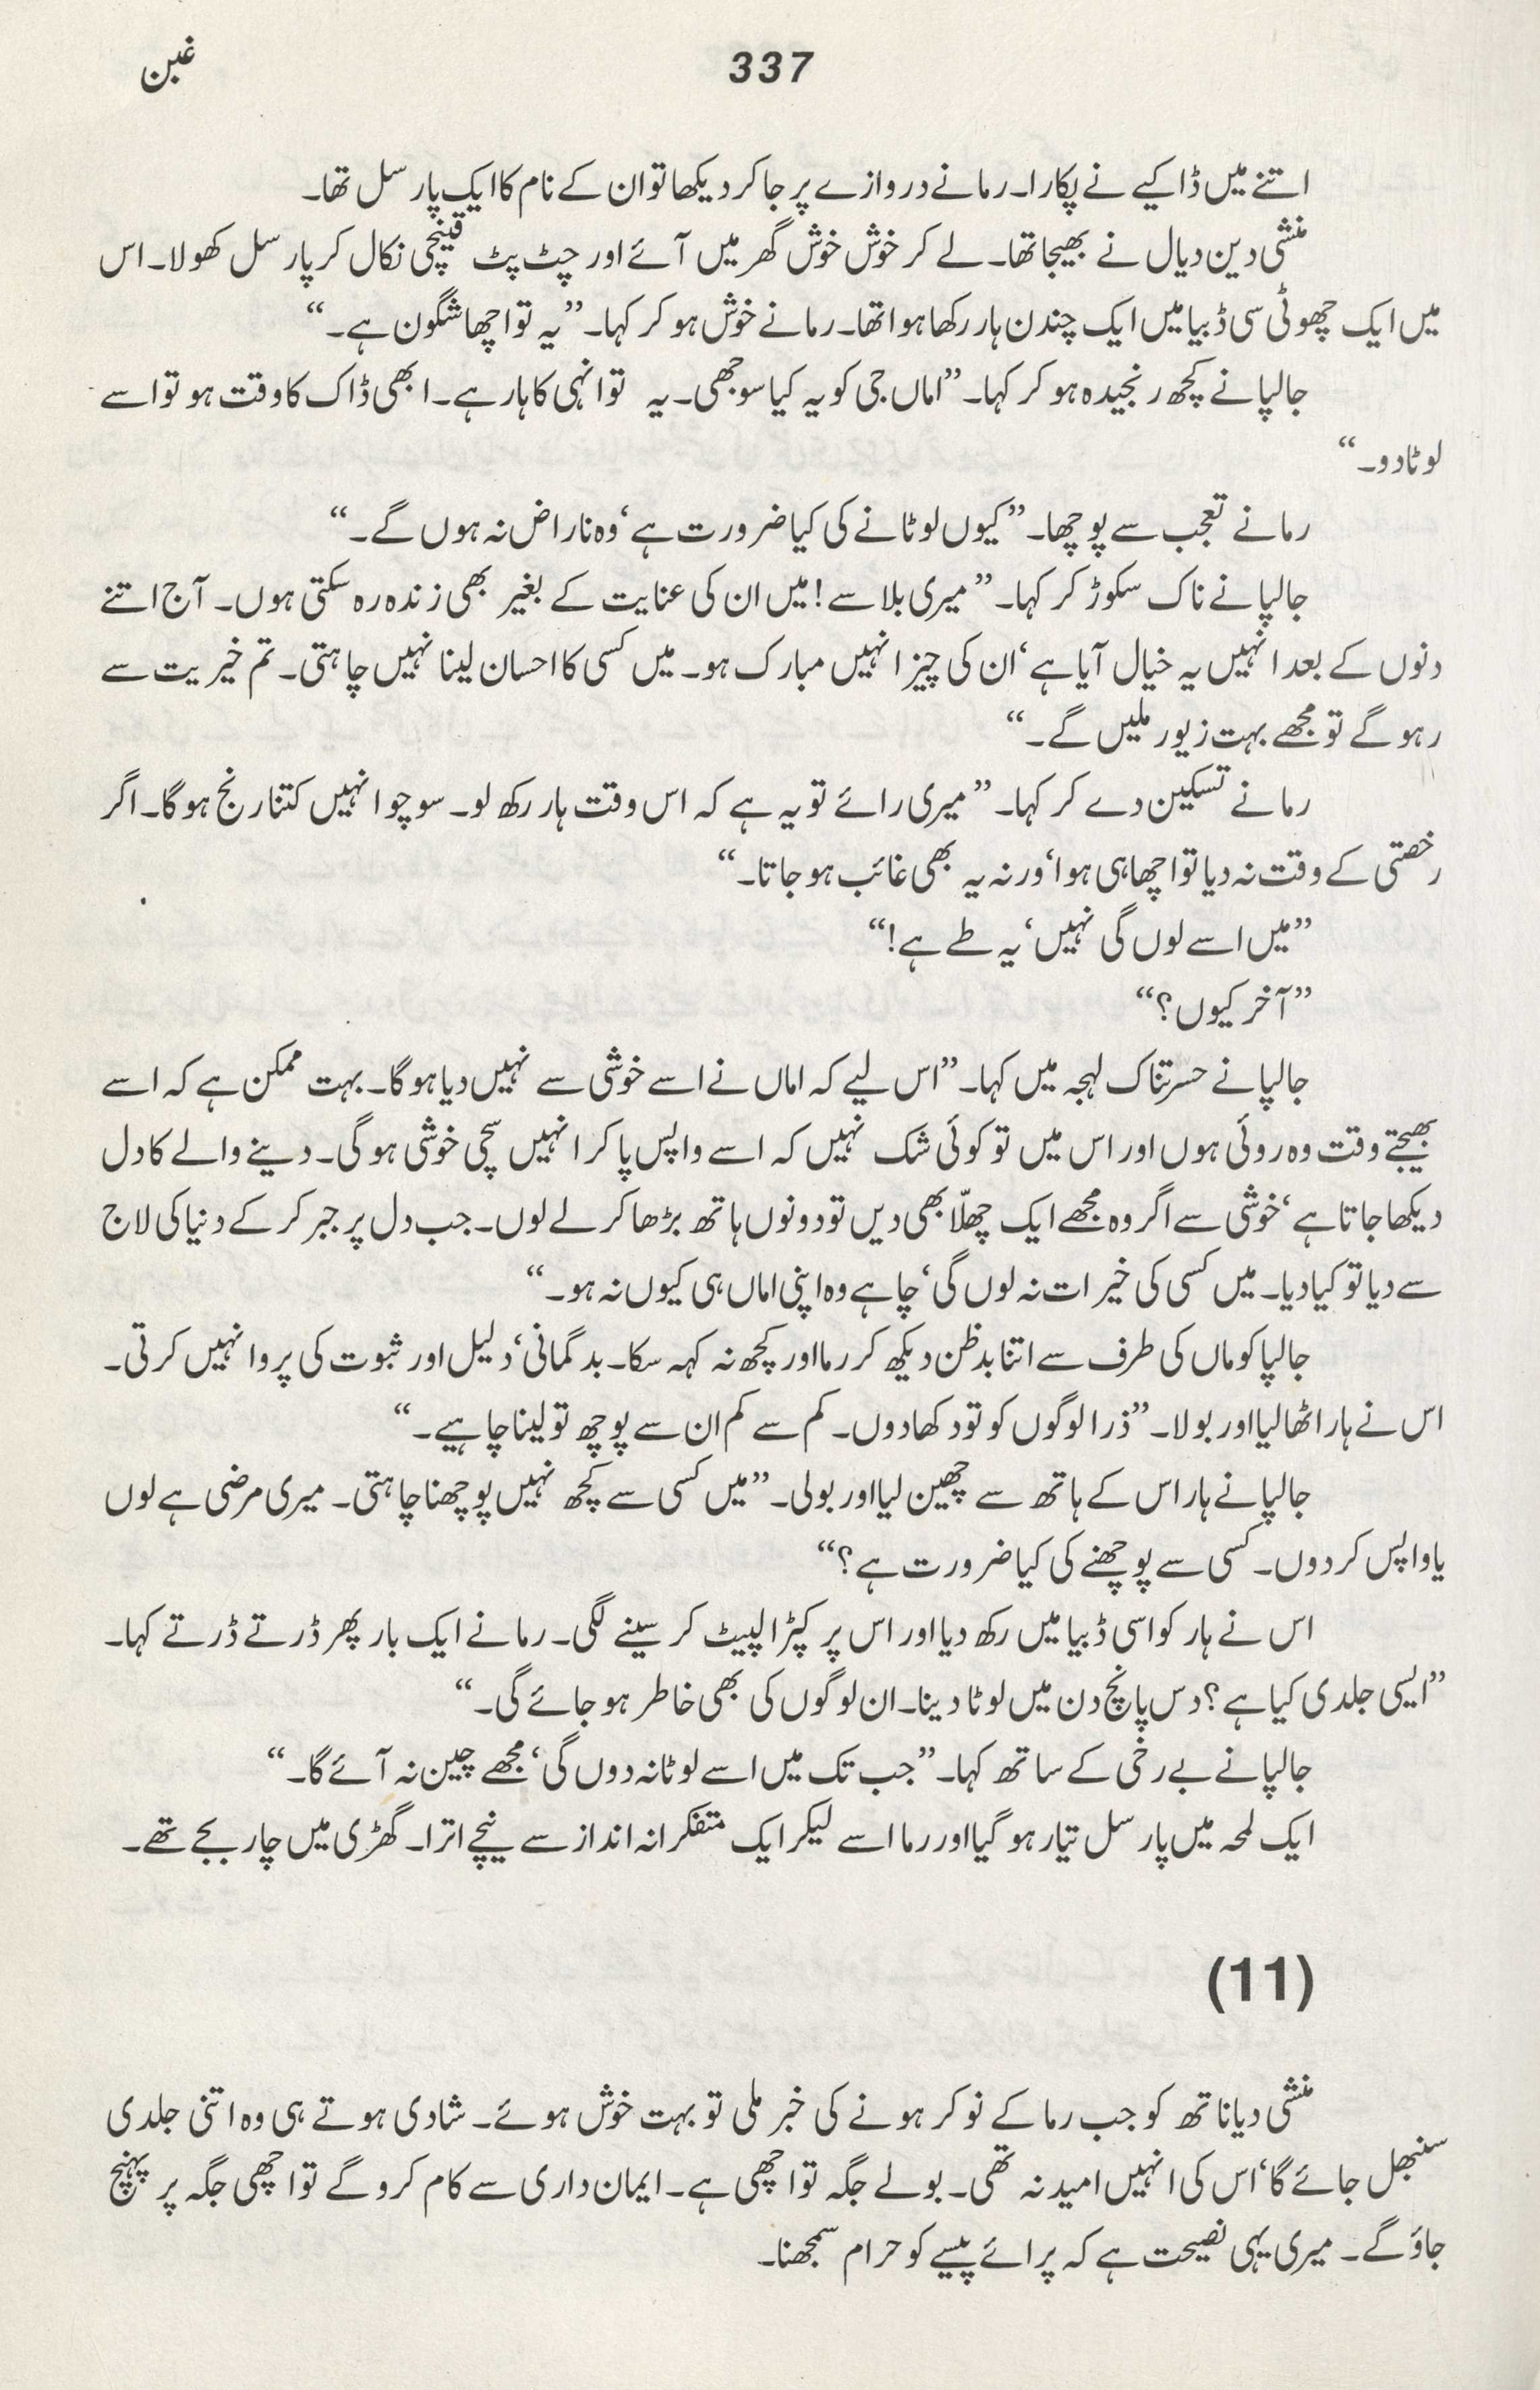 337
غبن
اتنے میں ڈاکیے نے پکارا۔ رما نے دروازے پر جاکر دیکھا تو ان کے نام کا ایک پارسل تھا۔
منشی دین دیال نے بھیجا تھا۔ لے کر خوش خوش گھر میں آئے اور چٹ پٹ قینچی نکال کر پارسل کھولا۔ اس
میں ایک چھوٹی سی ڈبیا میں ایک چندن ہار رکھا ہوا تھا۔ رما نے خوش ہو کر کہا۔ ”یہ تو اچھا شگون ہے۔“
جالپا نے کچھ رنجیدہ ہو کر کہا۔ ”اماں جی کو یہ کیا سوجھی۔ یہ تو انہی کا ہار ہے۔ ابھی ڈاک کا وقت ہو تو اسے
لوٹا دو۔“
رما نے تعجب سے پوچھا۔ ”کیوں لوٹانے کی کیا ضرورت ہے‘ وہ ناراض نہ ہوں گے۔“
جالپا نے ناک سکوڑ کر کہا۔ ”میری بلا سے! میں ان کی عنایت کے بغیر بھی زندہ رہ سکتی ہوں۔ آج اتنے
دنوں کے بعد انہیں یہ خیال آیا ہے‘ ان کی چیز انہیں مبارک ہو۔ میں کسی کا احسان لینا نہیں چاہتی۔ تم خیریت سے
رہو گے تو مجھے بہت زیور ملیں گے۔“
رما نے تسکین دے کر کہا۔ ”میری رائے تو یہ ہے کہ اس وقت ہار رکھ لو۔ سوچو انہیں کتنا رنج ہوگا۔ اگر
رخصتی کے وقت نہ دیا تو اچھا ہی ہوا‘ ورنہ یہ بھی غائب ہو جاتا۔“
”میں اسے لوں گی نہیں‘ یہ طے ہے!“
”آخر کیوں؟“
جالپا نے حسرتناک لہجہ میں کہا۔ ”اس لیے کہ اماں نے اسے خوشی سے نہیں دیا ہوگا۔ بہت ممکن ہے کہ اسے
بھیجتے وقت وہ روئی ہوں اور اس میں تو کوئی شک نہیں کہ اسے واپس پا کر انہیں سچی خوشی ہوگی۔ دینے والے کا دل
دیکھا جاتا ہے‘ خوشی سے اگر وہ مجھے ایک چھلّا بھی دیں تو دونوں ہاتھ بڑھا کر لے لوں۔ جب دل پر جبر کر کے دنیا کی لاج
سے دیا تو کیا دیا۔ میں کسی کی خیرات نہ لوں گی‘ چاہے وہ اپنی اماں ہی کیوں نہ ہو۔“
جالپا کو ماں کی طرف سے اتنا بدظن دیکھ کر رما اور کچھ نہ کہہ سکا۔ بدگمانی‘ دلیل اور ثبوت کی پروا نہیں کرتی۔
اس نے ہار اٹھا لیا اور بولا۔ ”ذرا لوگوں کو تو دکھا دوں۔ کم سے کم ان سے پوچھ تو لینا چاہیے۔“
جالپا نے ہار اس کے ہاتھ سے چھین لیا اور بولی۔ ”میں کسی سے کچھ نہیں پوچھنا چاہتی۔ میری مرضی ہے لوں
یا واپس کر دوں۔ کسی سے پوچھنے کی کیا ضرورت ہے؟“
اس نے ہار کو اسی ڈبیا میں رکھ دیا اور اس پر کپڑا لپیٹ کر سینے لگی۔ رما نے ایک بار پھر ڈرتے ڈرتے کہا۔
”ایسی جلدی کیا ہے؟ دس پانچ دن میں لوٹا دینا۔ ان لوگوں کی بھی خاطر ہو جائے گی۔“
جالپا نے بے رخی کے ساتھ کہا۔ ”جب تک میں اسے لوٹا نہ دوں گی‘ مجھے چین نہ آئے گا۔“
ایک لمحہ میں پارسل تیار ہو گیا اور رما اسے لیکر ایک متفکرانہ انداز سے نیچے اترا۔ گھڑی میں چار بجے تھے۔
(11)
منشی دیاناتھ کو جب رما کے نوکر ہونے کی خبر ملی تو بہت خوش ہوئے۔ شادی ہوتے ہی وہ اتنی جلدی
سنبھل جائے گا‘ اس کی انہیں امید نہ تھی۔ بولے جگہ تو اچھی ہے۔ ایمان داری سے کام کرو گے تو اچھی جگہ پر پہنچ
جاؤ گے۔ میری یہی نصیحت ہے کہ پرائے پیسے کو حرام سمجھنا۔